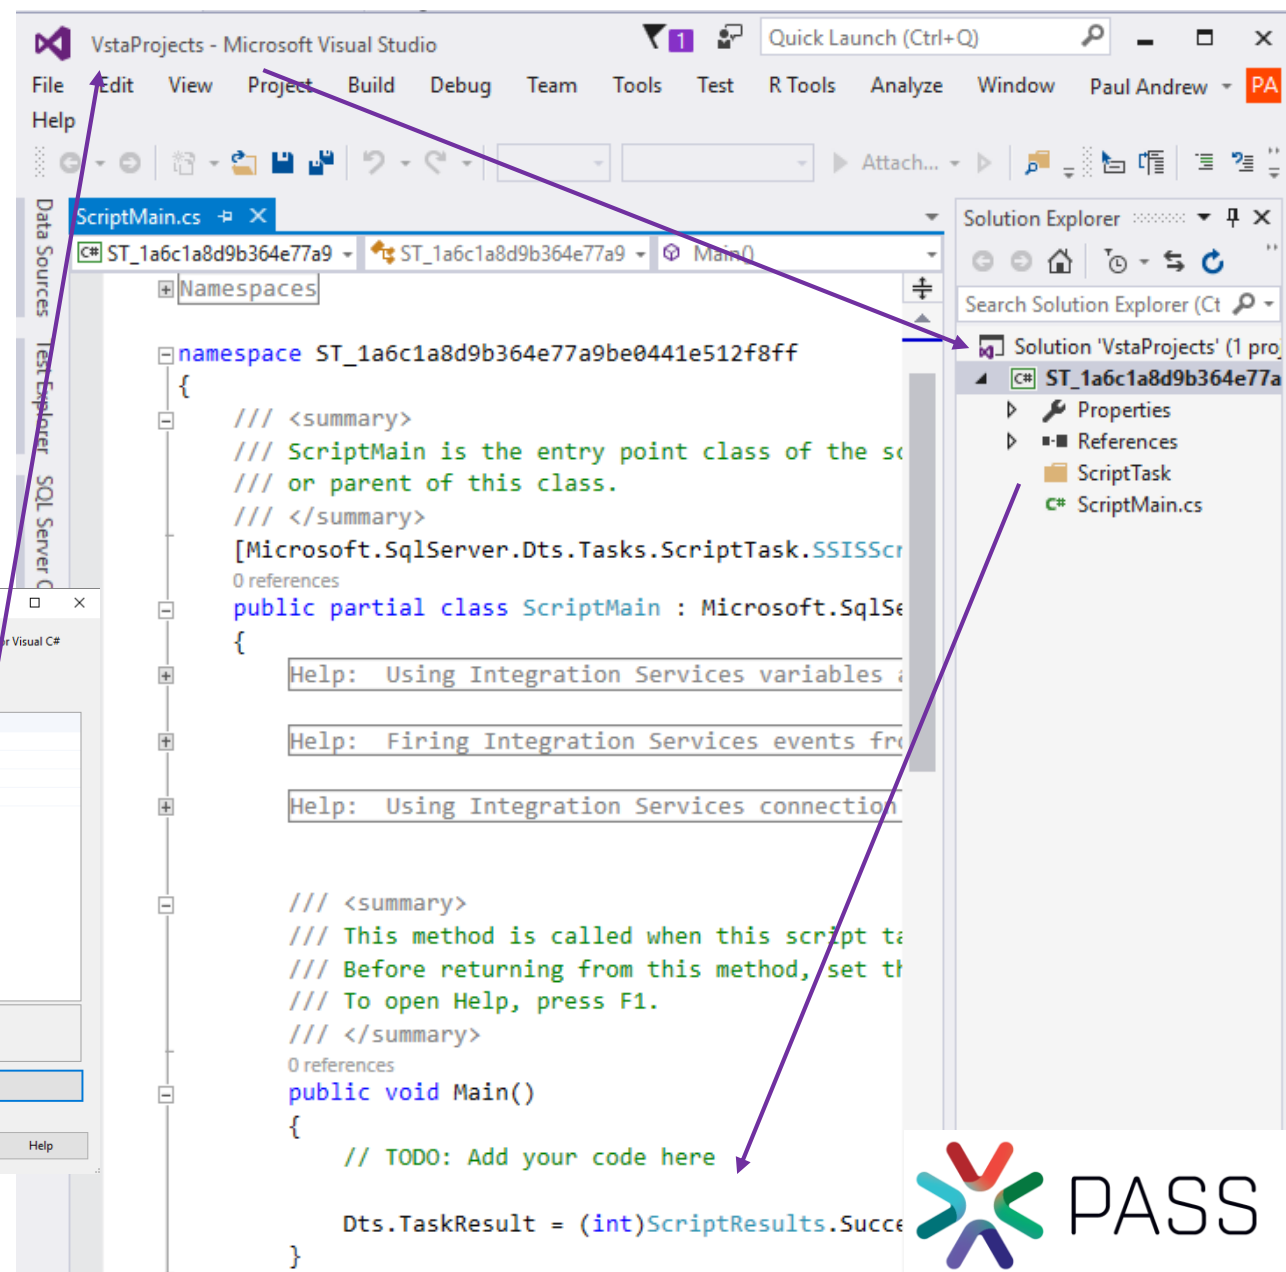 VstaProjects - Microsoft Visual Studio
1
Quick Launch (Ctrl+Q)
File Edit View Project Build Debug Team Tools Test R Tools Analyze Window Paul Andrew PA
Help
Attach...
Data Sources
Test Explorer
SQL Server O
ScriptMain.cs
C# ST_1a6c1a8d9b364e77a9 ST_1a6c1a8d9b364e77a9 Main()
Namespaces
namespace ST_1a6c1a8d9b364e77a9be0441e512f8ff
{
/// <summary>
/// ScriptMain is the entry point class of the sc
/// or parent of this class.
/// </summary>
[Microsoft.SqlServer.Dts.Tasks.ScriptTask.SSISScr
0 references
public partial class ScriptMain : Microsoft.SqlSe
{
Help:  Using Integration Services variables a
Help:  Firing Integration Services events fro
Help:  Using Integration Services connection
/// <summary>
/// This method is called when this script ta
/// Before returning from this method, set th
/// To open Help, press F1.
/// </summary>
0 references
public void Main()
{
// TODO: Add your code here
Dts.TaskResult = (int)ScriptResults.Succe
}
Solution Explorer
Search Solution Explorer (Ct
Solution 'VstaProjects' (1 proj
C# ST_1a6c1a8d9b364e77a
Properties
References
ScriptTask
C# ScriptMain.cs
or Visual C#
Help
PASS